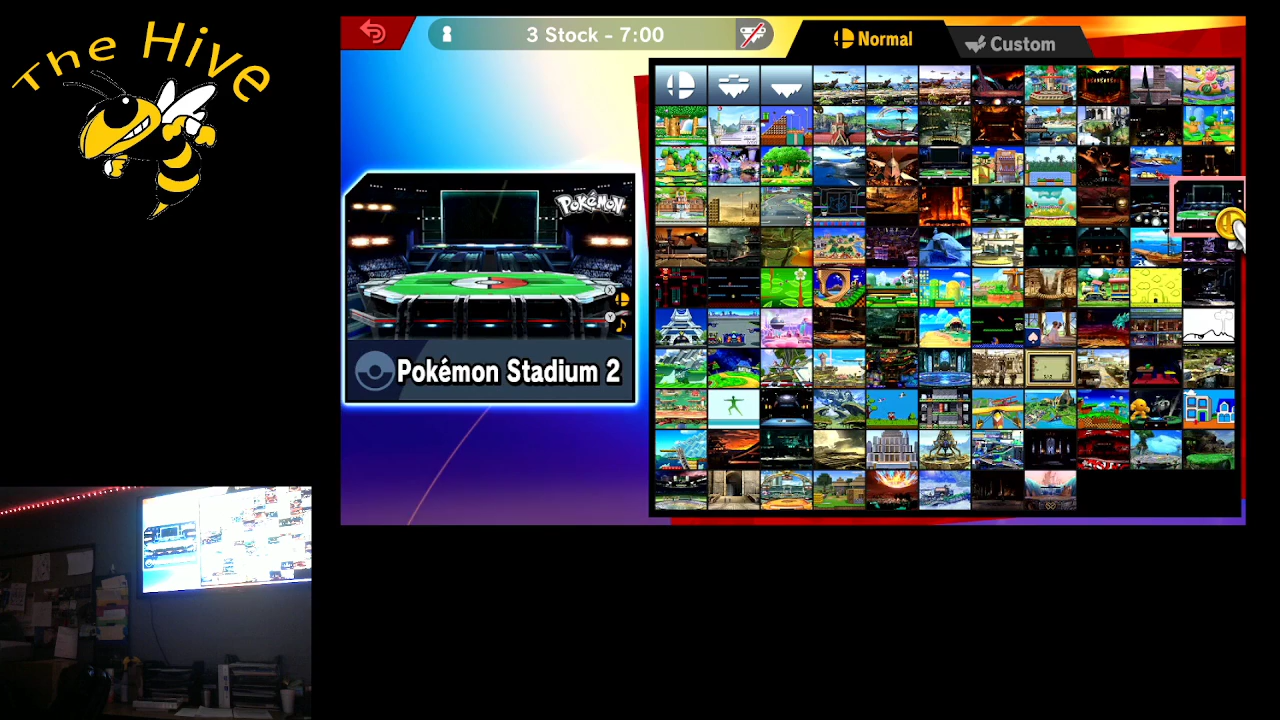 The Hive
3 Stock - 7:00
Normal
Custom
Pokémon
X
Y
Pokémon Stadium 2